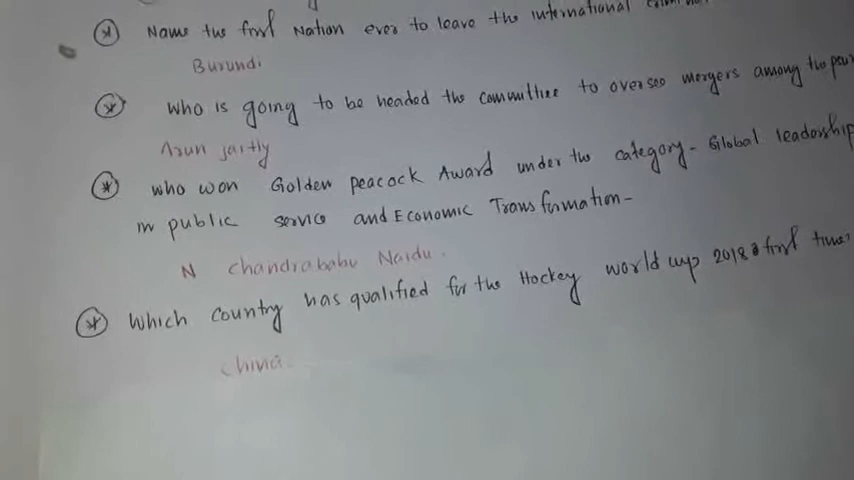 Name the first Nation ever to leave the international
Burundi
who is going to be headed the committiee to oversee mergers among the
Arun jaitly
who won Golden peacock Award under the category - Global leadership
in public service and Economic Transformation -
N chandrababu Naidu.
Which country has qualified for the Hockey world cup 2018 first time?
china